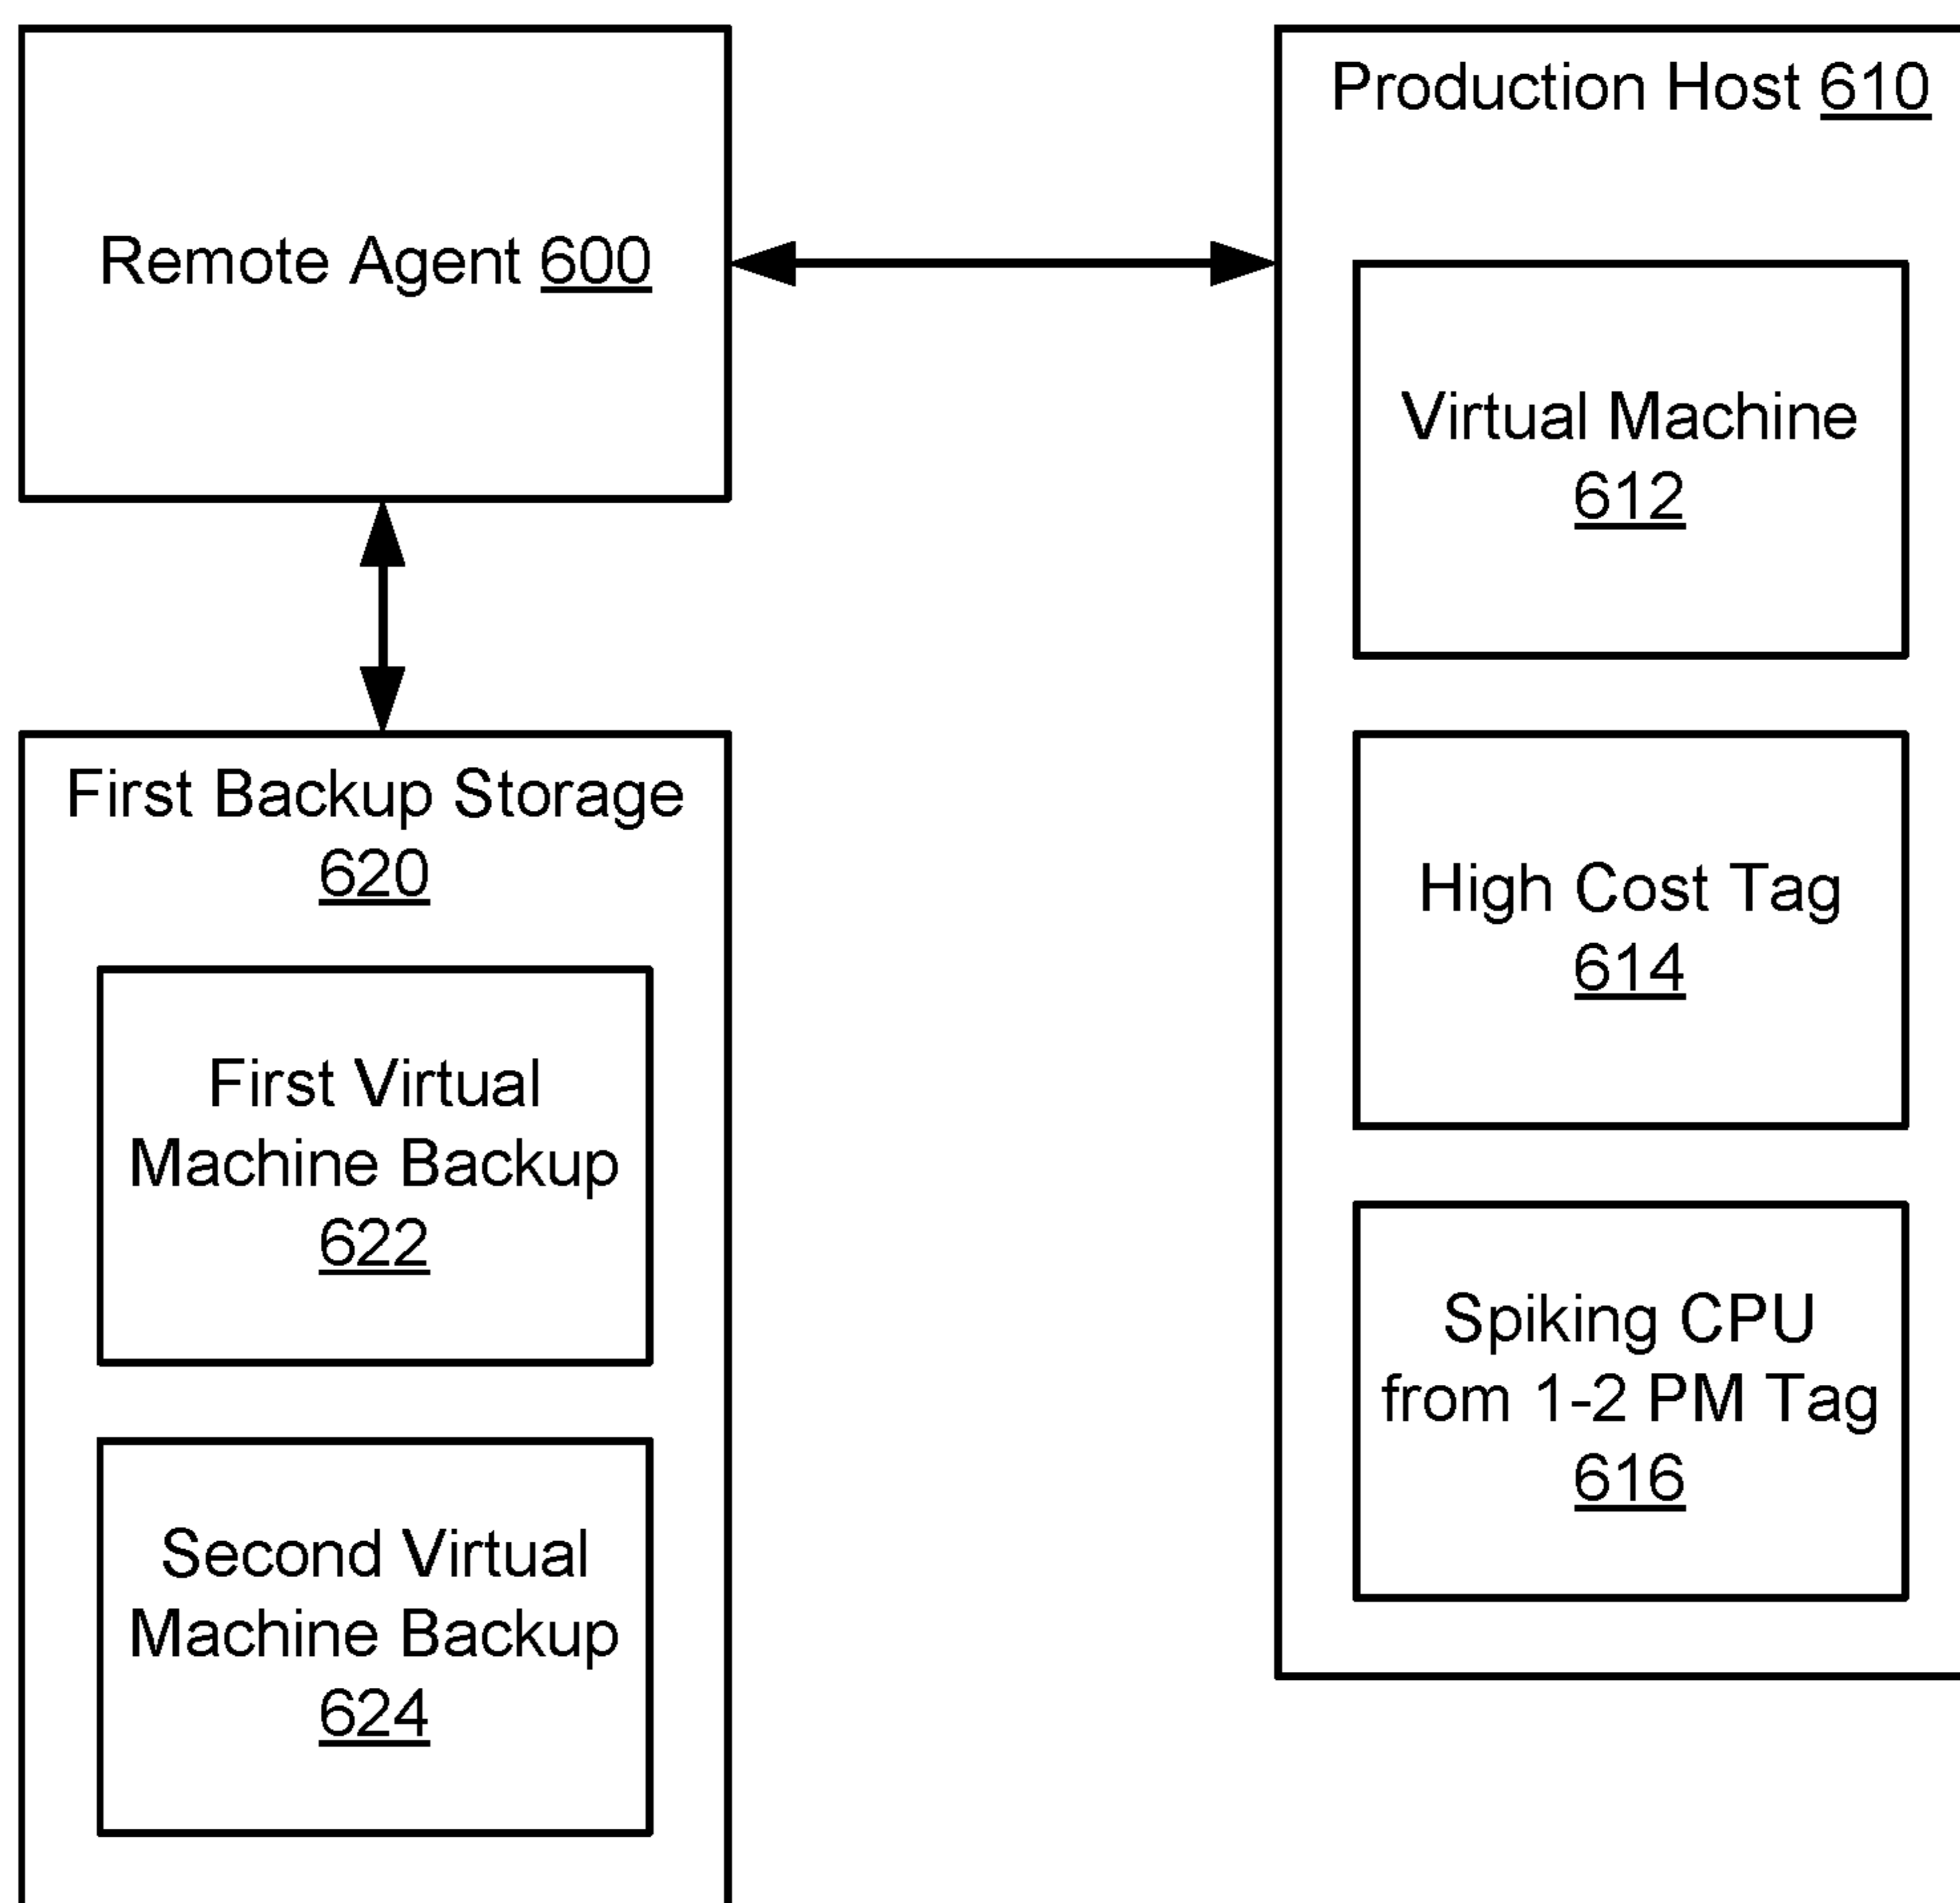 Remote Agent 600
Production Host 610
Virtual Machine
612
High Cost Tag
614
Spiking CPU
from 1-2 PM Tag
616
First Backup Storage
620
First Virtual
Machine Backup
622
Second Virtual
Machine Backup
624